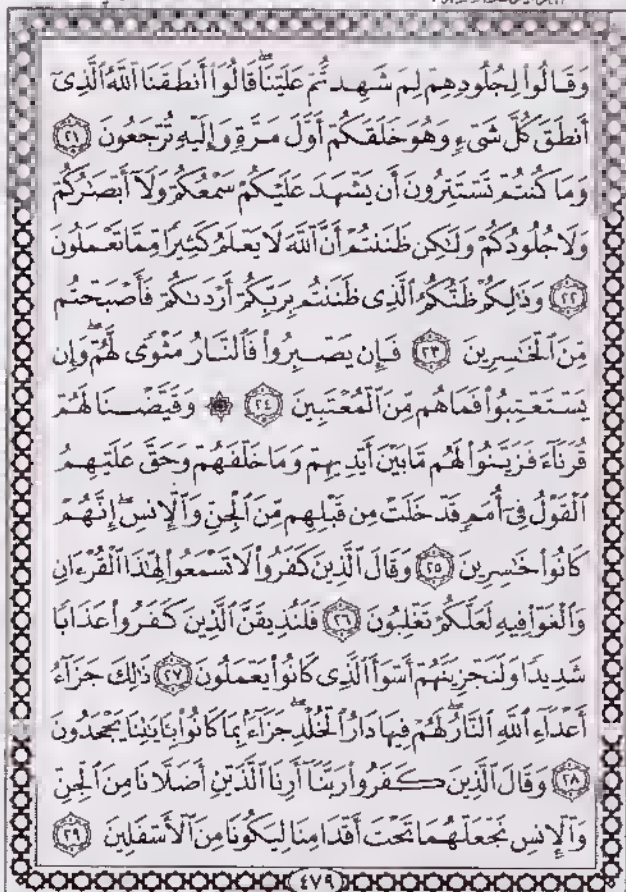 وَقَالُوا۟ لِجُلُودِهِمْ لِمَ شَهِدتُّمْ عَلَيْنَا ۖ قَالُوٓا۟ أَنطَقَنَا ٱللَّهُ ٱلَّذِىٓ
أَنطَقَ كُلَّ شَىْءٍ وَهُوَ خَلَقَكُمْ أَوَّلَ مَرَّةٍ وَإِلَيْهِ تُرْجَعُونَ ٢١
وَمَا كُنتُمْ تَسْتَتِرُونَ أَن يَشْهَدَ عَلَيْكُمْ سَمْعُكُمْ وَلَآ أَبْصَٰرُكُمْ
وَلَا جُلُودُكُمْ وَلَٰكِن ظَنَنتُمْ أَنَّ ٱللَّهَ لَا يَعْلَمُ كَثِيرًا مِّمَّا تَعْمَلُونَ
٢٢ وَذَٰلِكُمْ ظَنُّكُمُ ٱلَّذِى ظَنَنتُم بِرَبِّكُمْ أَرْدَىٰكُمْ فَأَصْبَحْتُم
مِّنَ ٱلْخَٰسِرِينَ ٢٣ فَإِن يَصْبِرُوا۟ فَٱلنَّارُ مَثْوًى لَّهُمْ ۖ وَإِن
يَسْتَعْتِبُوا۟ فَمَا هُم مِّنَ ٱلْمُعْتَبِينَ ٢٤ ۞ وَقَيَّضْنَا لَهُمْ
قُرَنَآءَ فَزَيَّنُوا۟ لَهُم مَّا بَيْنَ أَيْدِيهِمْ وَمَا خَلْفَهُمْ وَحَقَّ عَلَيْهِمُ
ٱلْقَوْلُ فِىٓ أُمَمٍ قَدْ خَلَتْ مِن قَبْلِهِم مِّنَ ٱلْجِنِّ وَٱلْإِنسِ ۖ إِنَّهُمْ
كَانُوا۟ خَٰسِرِينَ ٢٥ وَقَالَ ٱلَّذِينَ كَفَرُوا۟ لَا تَسْمَعُوا۟ لِهَٰذَا ٱلْقُرْءَانِ
وَٱلْغَوْا۟ فِيهِ لَعَلَّكُمْ تَغْلِبُونَ ٢٦ فَلَنُذِيقَنَّ ٱلَّذِينَ كَفَرُوا۟ عَذَابًا
شَدِيدًا وَلَنَجْزِيَنَّهُمْ أَسْوَأَ ٱلَّذِى كَانُوا۟ يَعْمَلُونَ ٢٧ ذَٰلِكَ جَزَآءُ
أَعْدَآءِ ٱللَّهِ ٱلنَّارُ ۖ لَهُمْ فِيهَا دَارُ ٱلْخُلْدِ ۖ جَزَآءًۢ بِمَا كَانُوا۟ بِـَٔايَٰتِنَا يَجْحَدُونَ
٢٨ وَقَالَ ٱلَّذِينَ كَفَرُوا۟ رَبَّنَآ أَرِنَا ٱلَّذَيْنِ أَضَلَّانَا مِنَ ٱلْجِنِّ
وَٱلْإِنسِ نَجْعَلْهُمَا تَحْتَ أَقْدَامِنَا لِيَكُونَا مِنَ ٱلْأَسْفَلِينَ ٢٩
٤٧٩